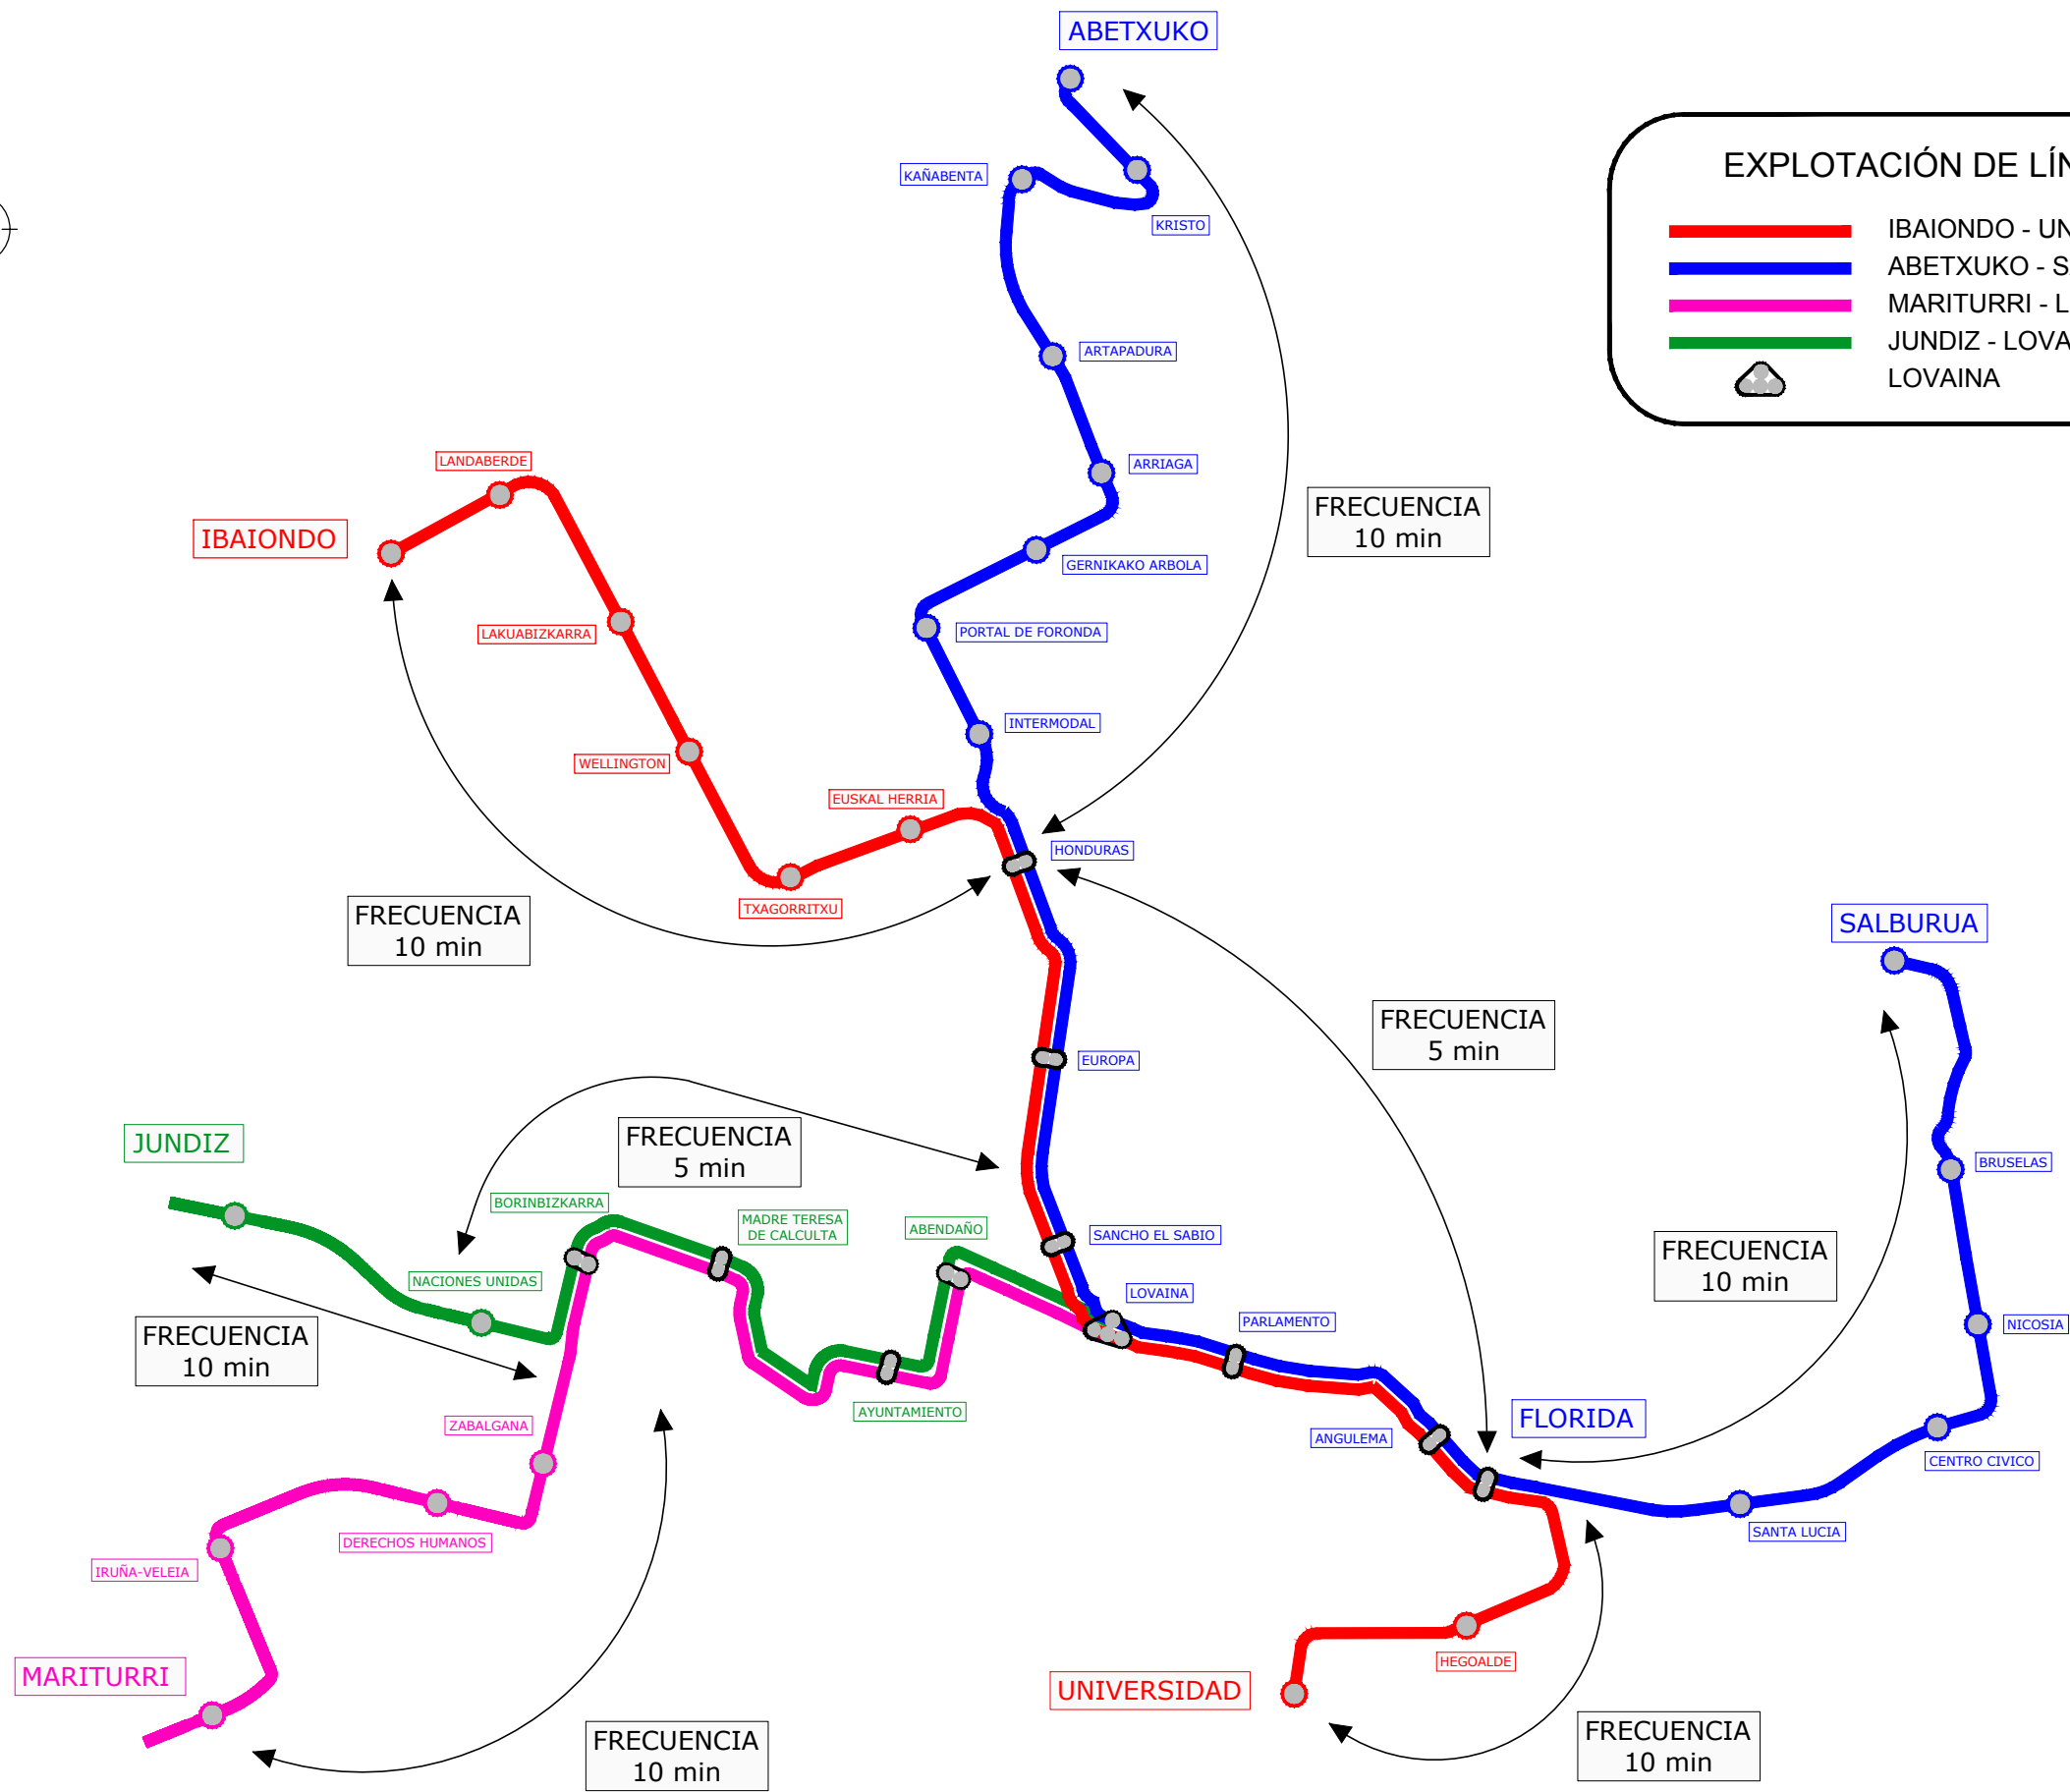 ABETXUKO
EXPLOTACIÓN DE LÍN
KAÑABENTA
KRISTO
IBAIONDO - UN
ABETXUKO - S
MARITURRI - L
JUNDIZ - LOVA
LOVAINA
ARTAPADURA
LANDABERDE
ARRIAGA
IBAIONDO
FRECUENCIA
10 min
GERNIKAKO ARBOLA
LAKUABIZKARRA
PORTAL DE FORONDA
INTERMODAL
WELLINGTON
EUSKAL HERRIA
HONDURAS
TXAGORRITXU
FRECUENCIA
10 min
SALBURUA
FRECUENCIA
5 min
EUROPA
JUNDIZ
FRECUENCIA
5 min
BRUSELAS
BORINBIZKARRA
MADRE TERESA
DE CALCULTA
ABENDAÑO
SANCHO EL SABIO
FRECUENCIA
10 min
NACIONES UNIDAS
LOVAINA
PARLAMENTO
NICOSIA
FRECUENCIA
10 min
ZABALGANA
AYUNTAMIENTO
ANGULEMA
FLORIDA
CENTRO CIVICO
DERECHOS HUMANOS
SANTA LUCIA
IRUÑA-VELEIA
MARITURRI
HEGOALDE
UNIVERSIDAD
FRECUENCIA
10 min
FRECUENCIA
10 min